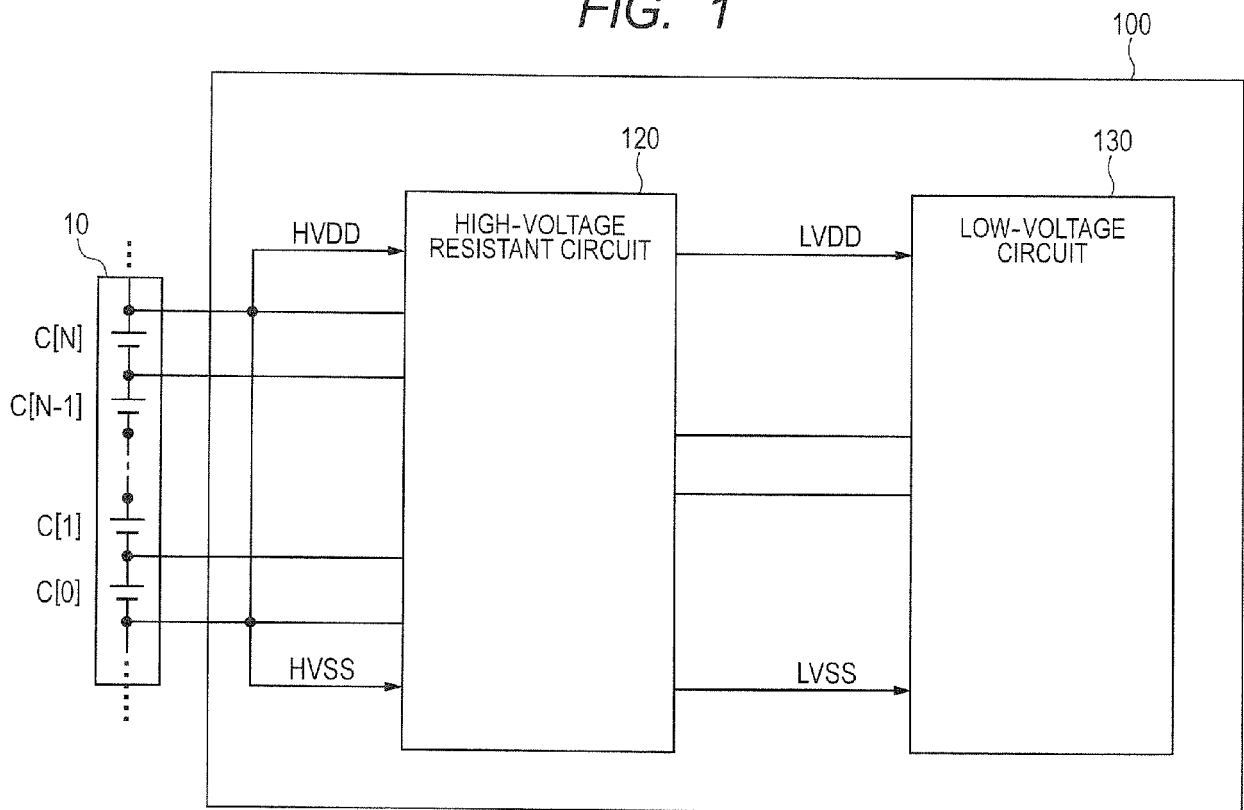 FIG. 1
100
120
130
10
HVDD
HIGH-VOLTAGE
RESISTANT CIRCUIT
LVDD
LOW-VOLTAGE
CIRCUIT
C[N]
C[N-1]
C[1]
C[0]
HVSS
LVSS